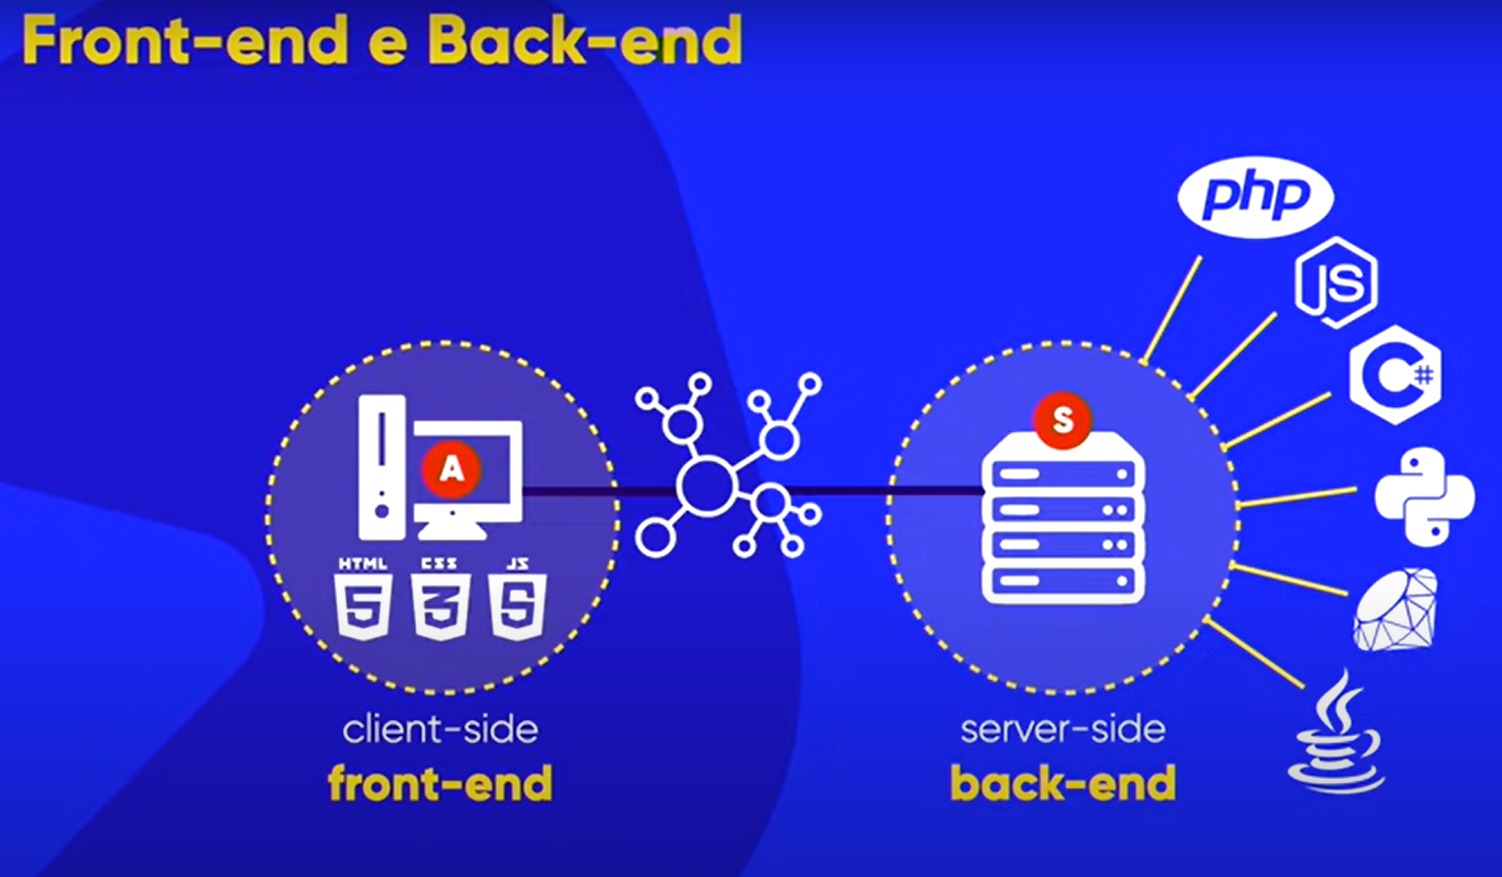 Front-end e Back-end
php
JS
C#
A
S
HTML
5
CSS
3
JS
S
client-side
front-end
server-side
back-end